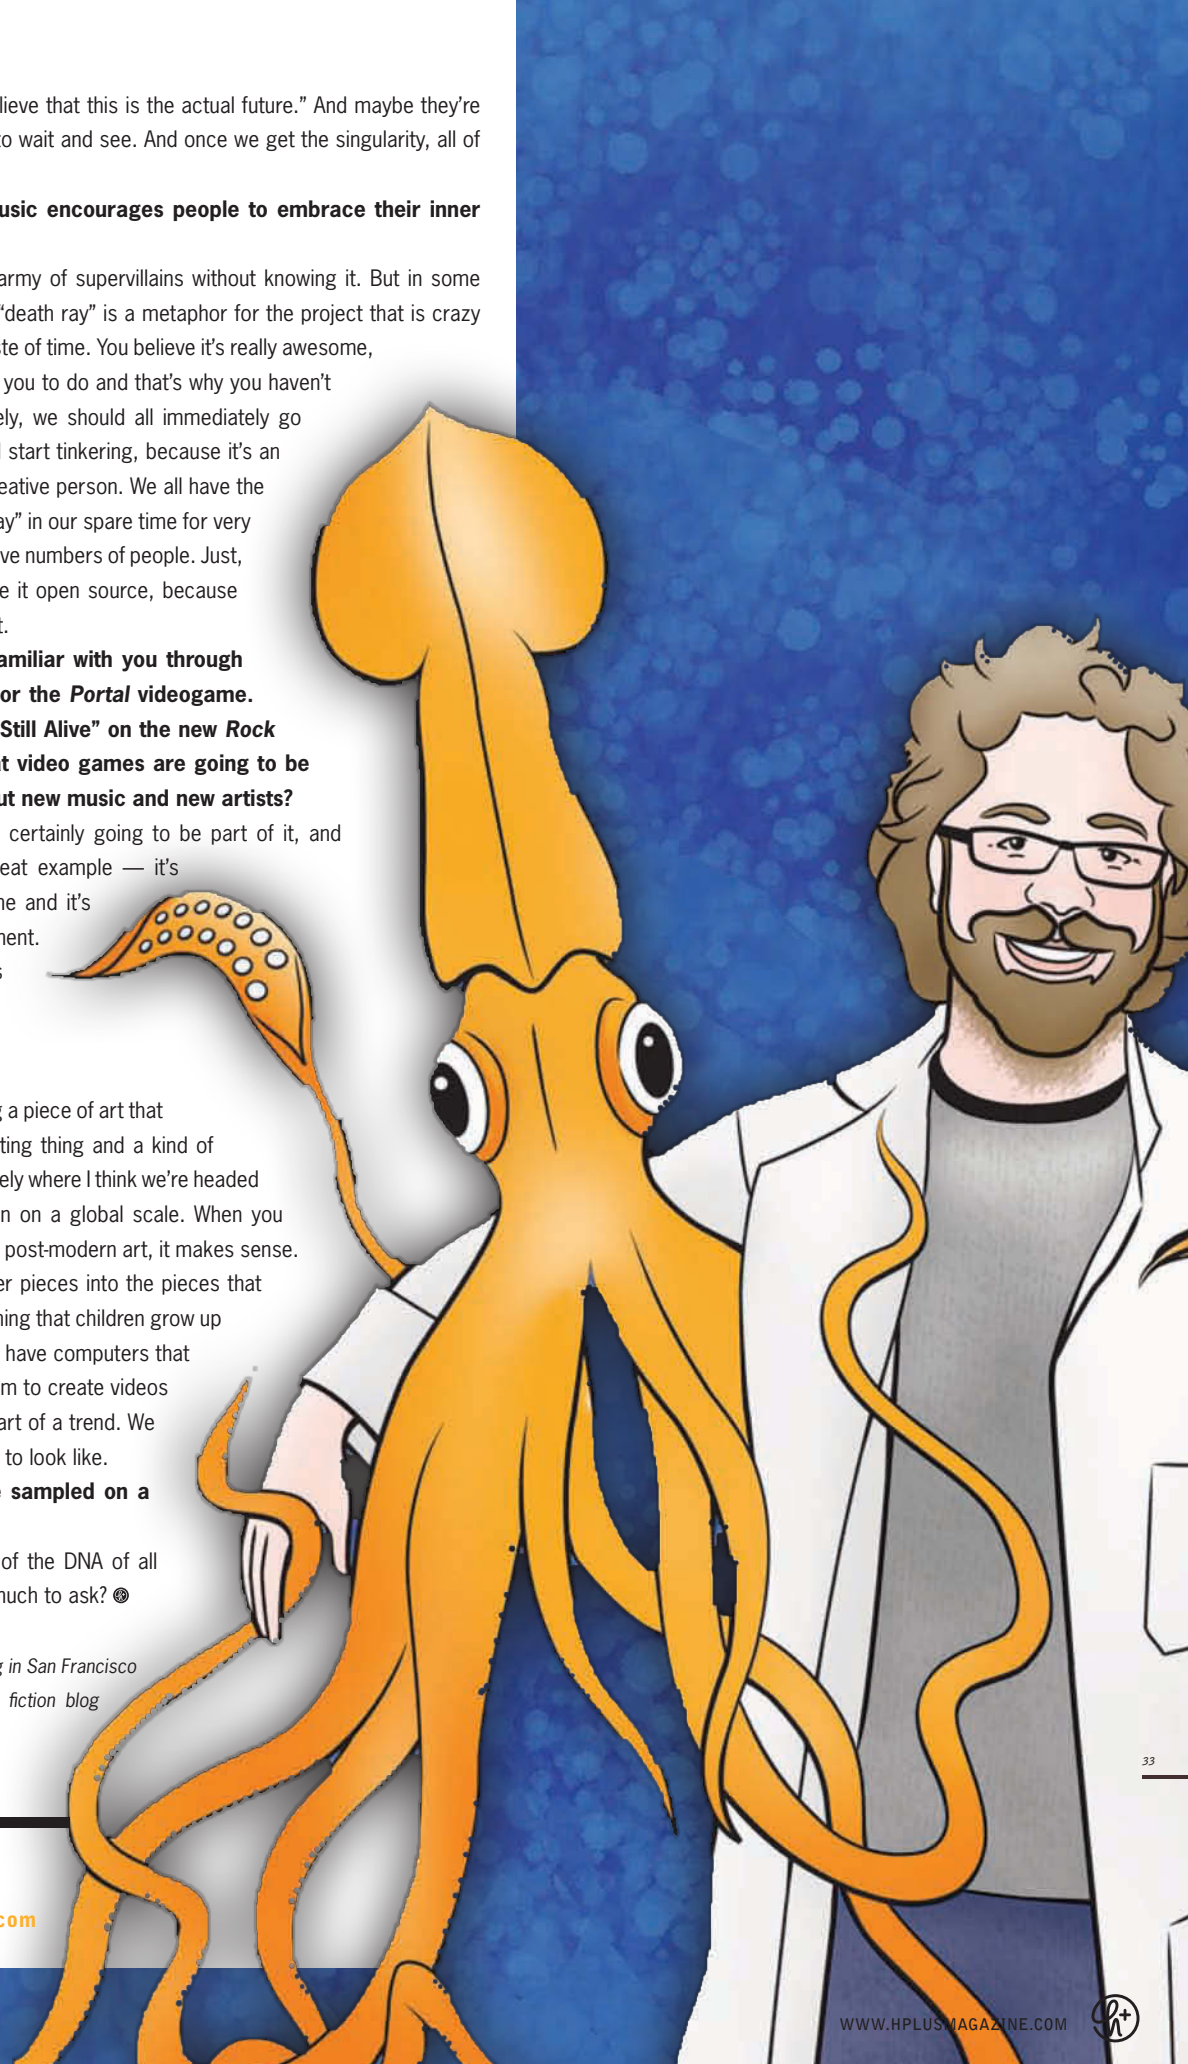 lieve that this is the actual future.” And maybe they’re
to wait and see. And once we get the singularity, all of
usic encourages people to embrace their inner
army of supervillains without knowing it. But in some
“death ray” is a metaphor for the project that is crazy
ste of time. You believe it’s really awesome,
you to do and that’s why you haven’t
ely, we should all immediately go
start tinkering, because it’s an
eative person. We all have the
ay” in our spare time for very
ve numbers of people. Just,
e it open source, because
t.
amiliar with you through
or the Portal videogame.
Still Alive” on the new Rock
t video games are going to be
ut new music and new artists?
certainly going to be part of it, and
eat example — it’s
ne and it’s
nent.
s
g a piece of art that
ting thing and a kind of
ely where I think we’re headed
n on a global scale. When you
post-modern art, it makes sense.
er pieces into the pieces that
ning that children grow up
have computers that
m to create videos
art of a trend. We
to look like.
e sampled on a
of the DNA of all
much to ask?
g in San Francisco
fiction blog
33
com
WWW.HPLUSMAGAZINE.COM
h+